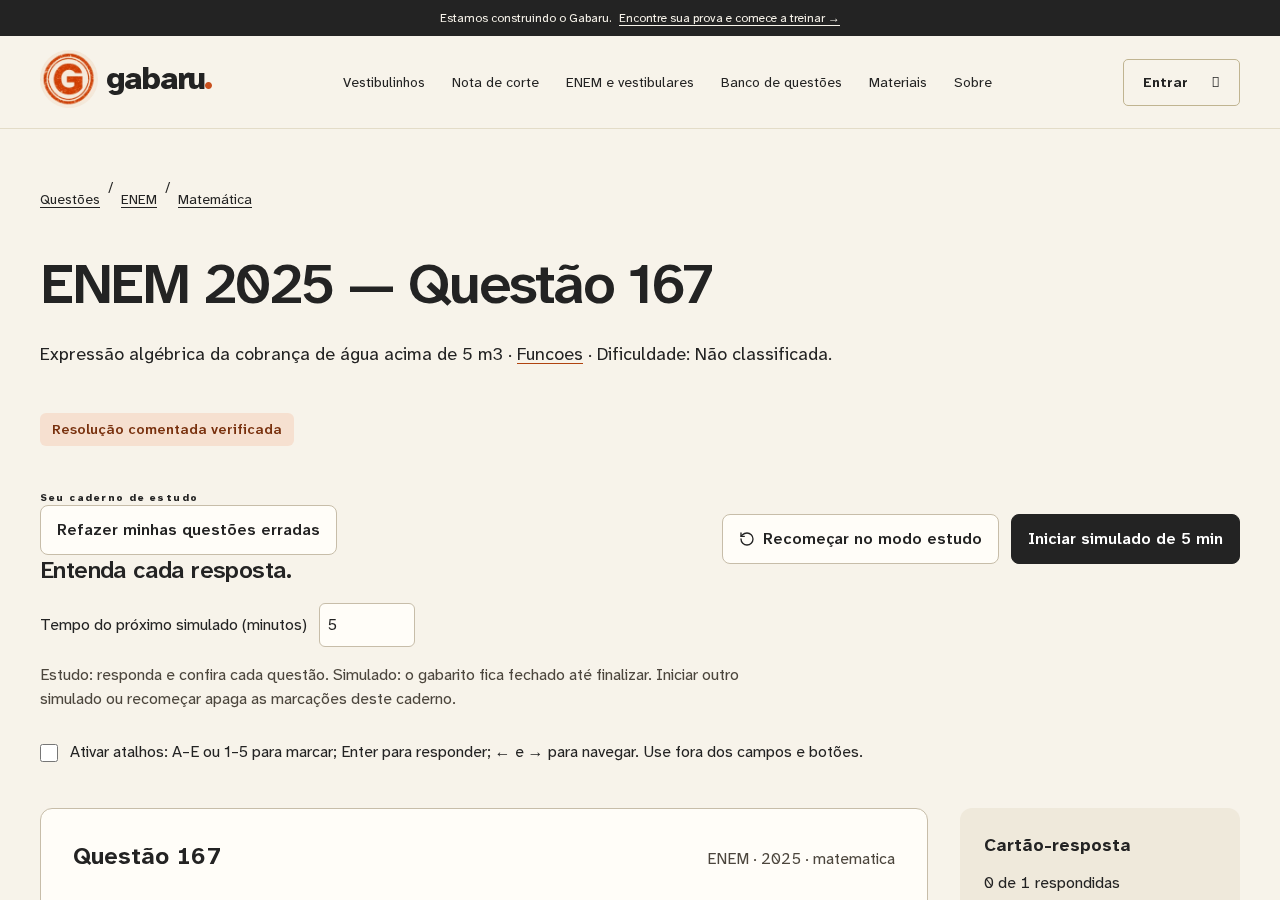 Estamos construindo o Gabaru. Encontre sua prova e comece a treinar →
G gabaru.
Vestibulinhos Nota de corte ENEM e vestibulares Banco de questões Materiais Sobre Entrar
Questões / ENEM / Matemática
ENEM 2025 — Questão 167
Expressão algébrica da cobrança de água acima de 5 m3 · Funcoes · Dificuldade: Não classificada.
Resolução comentada verificada
Seu caderno de estudo
Refazer minhas questões erradas
Recomeçar no modo estudo Iniciar simulado de 5 min
Entenda cada resposta.
Tempo do próximo simulado (minutos) 5
Estudo: responda e confira cada questão. Simulado: o gabarito fica fechado até finalizar. Iniciar outro
simulado ou recomeçar apaga as marcações deste caderno.
Ativar atalhos: A–E ou 1–5 para marcar; Enter para responder; ← e → para navegar. Use fora dos campos e botões.
Questão 167 ENEM · 2025 · matematica
Cartão-resposta
0 de 1 respondidas